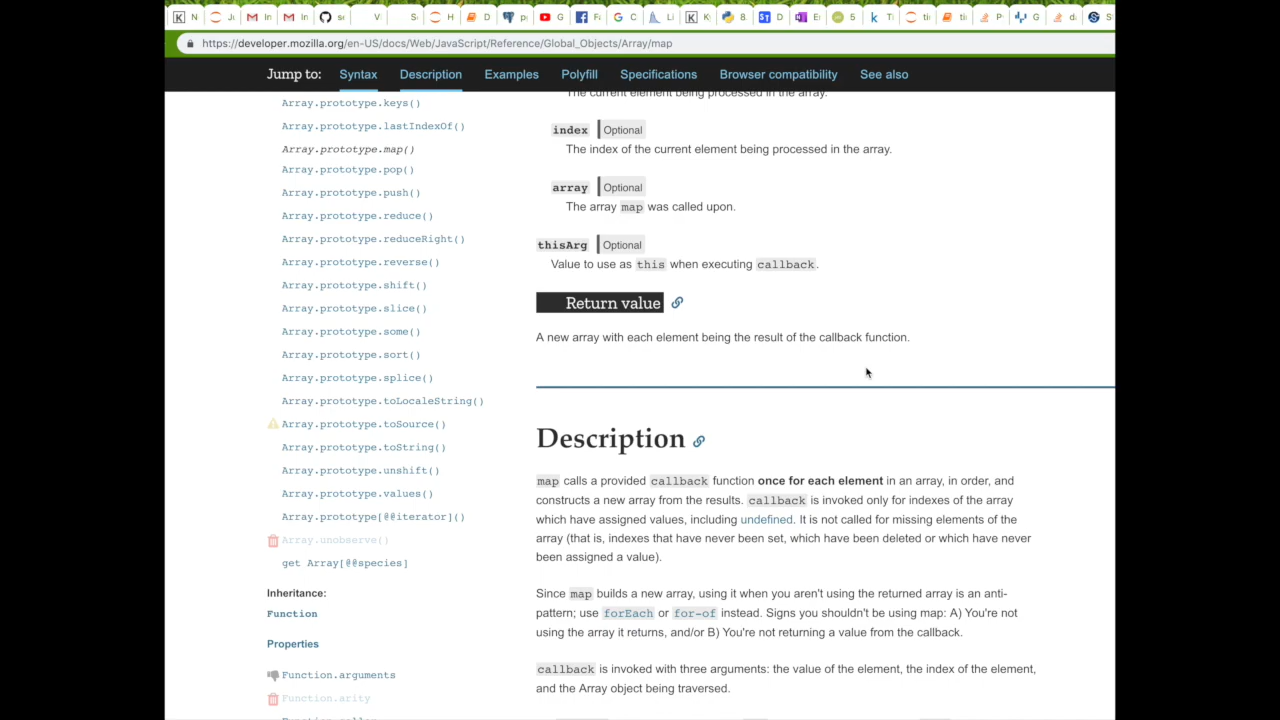 N
M In
M In
H
D
G C
Li
K
8
D
5
Ti
ti
P
d
S
https://developer.mozilla.org/en-US/docs/Web/JavaScript/Reference/Global_Objects/Array/map
Jump to: Syntax Description Examples Polyfill Specifications Browser compatibility See also
Array.prototype.keys()
Array.prototype.lastIndexOf()
Array.prototype.map()
Array.prototype.pop()
Array.prototype.push()
Array.prototype.reduce()
Array.prototype.reduceRight()
Array.prototype.reverse()
Array.prototype.shift()
Array.prototype.slice()
Array.prototype.some()
Array.prototype.sort()
Array.prototype.splice()
Array.prototype.toLocaleString()
Array.prototype.toSource()
Array.prototype.toString()
Array.prototype.unshift()
Array.prototype.values()
Array.prototype[@@iterator]()
Array.unobserve()
get Array[@@species]
Inheritance:
Function
Properties
Function.arguments
Function.arity
The current element being processed in the array.
index Optional
The index of the current element being processed in the array.
array Optional
The array map was called upon.
thisArg Optional
Value to use as this when executing callback.
Return value
A new array with each element being the result of the callback function.
Description
map calls a provided callback function once for each element in an array, in order, and
constructs a new array from the results. callback is invoked only for indexes of the array
which have assigned values, including undefined. It is not called for missing elements of the
array (that is, indexes that have never been set, which have been deleted or which have never
been assigned a value).
Since map builds a new array, using it when you aren't using the returned array is an anti-
pattern; use forEach or for-of instead. Signs you shouldn't be using map: A) You're not
using the array it returns, and/or B) You're not returning a value from the callback.
callback is invoked with three arguments: the value of the element, the index of the element,
and the Array object being traversed.